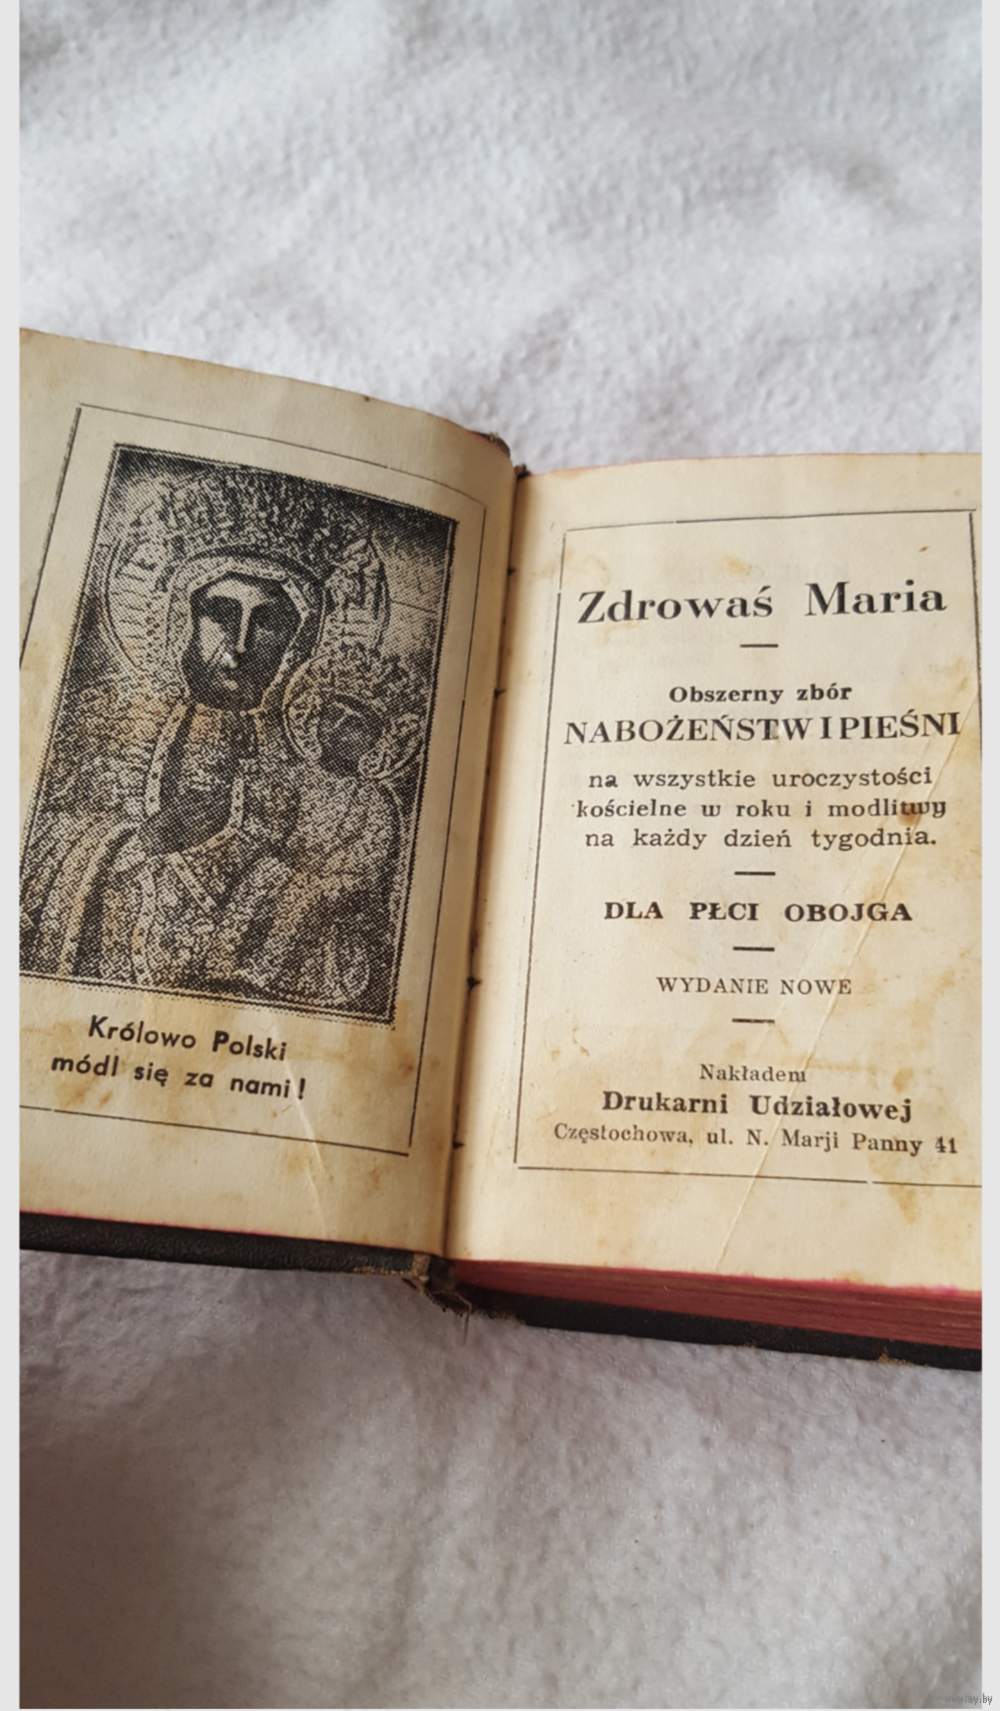 Królowo Polski
módl się za nami!
Zdrowaś Maria
Obszerny zbór
NABOŻEŃSTW I PIEŚNI
na wszystkie uroczystości
kościelne w roku i modlitwy
na każdy dzień tygodnia.
DLA PŁCI OBOJGA
WYDANIE NOWE
Nakładem
Drukarni Udziałowej
Częstochowa, ul. N. Marji Panny 41